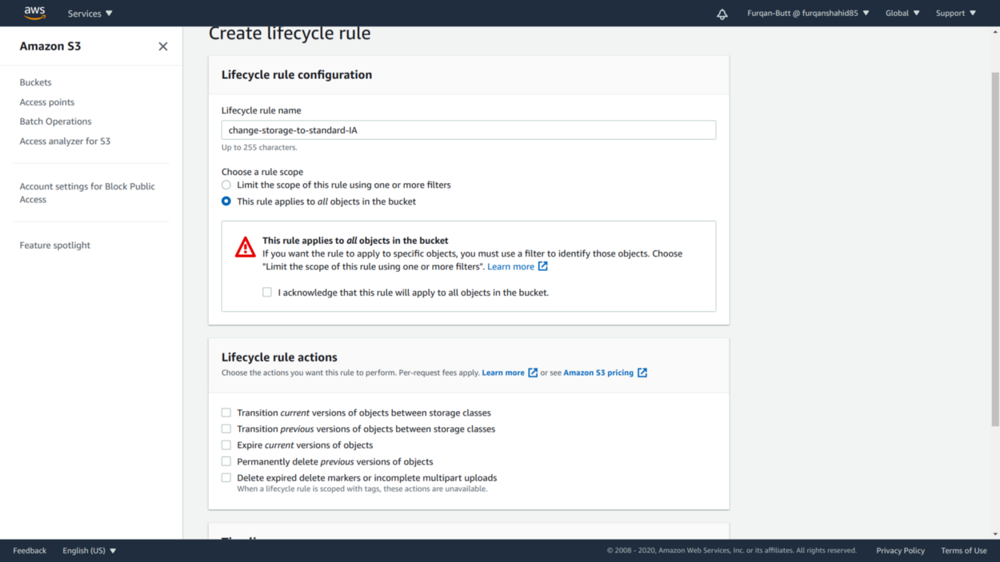 aws
Services
Furqan-Butt @ furqanshahid85
Global
Support
Amazon S3
Buckets
Access points
Batch Operations
Access analyzer for S3
Account settings for Block Public
Access
Feature spotlight
Create lifecycle rule
Lifecycle rule configuration
Lifecycle rule name
change-storage-to-standard-IA
Up to 255 characters.
Choose a rule scope
Limit the scope of this rule using one or more filters
This rule applies to all objects in the bucket
This rule applies to all objects in the bucket
If you want the rule to apply to specific objects, you must use a filter to identify those objects. Choose
"Limit the scope of this rule using one or more filters". Learn more
I acknowledge that this rule will apply to all objects in the bucket.
Lifecycle rule actions
Choose the actions you want this rule to perform. Per-request fees apply. Learn more or see Amazon S3 pricing
Transition current versions of objects between storage classes
Transition previous versions of objects between storage classes
Expire current versions of objects
Permanently delete previous versions of objects
Delete expired delete markers or incomplete multipart uploads
When a lifecycle rule is scoped with tags, these actions are unavailable.
Feedback
English (US)
© 2008 - 2020, Amazon Web Services, Inc. or its affiliates. All rights reserved.
Privacy Policy
Terms of Use